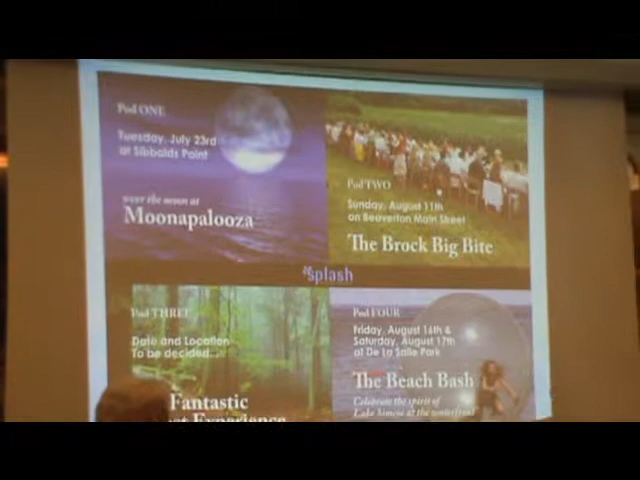 Pod ONE
Tuesday, July 23rd
at Sibbalds Point
over the moon at
Moonapalooza
Pod TWO
Sunday, August 11th
on Beaverton Main Street
The Brock Big Bite
splash
Pod THREE
Date and Location
To be decided...
Fantastic
Experience
Pod FOUR
Friday, August 16th &
Saturday, August 17th
at De La Salle Park
The Beach Bash
Celebrate the spirit of
Lake Simcoe at the waterfront